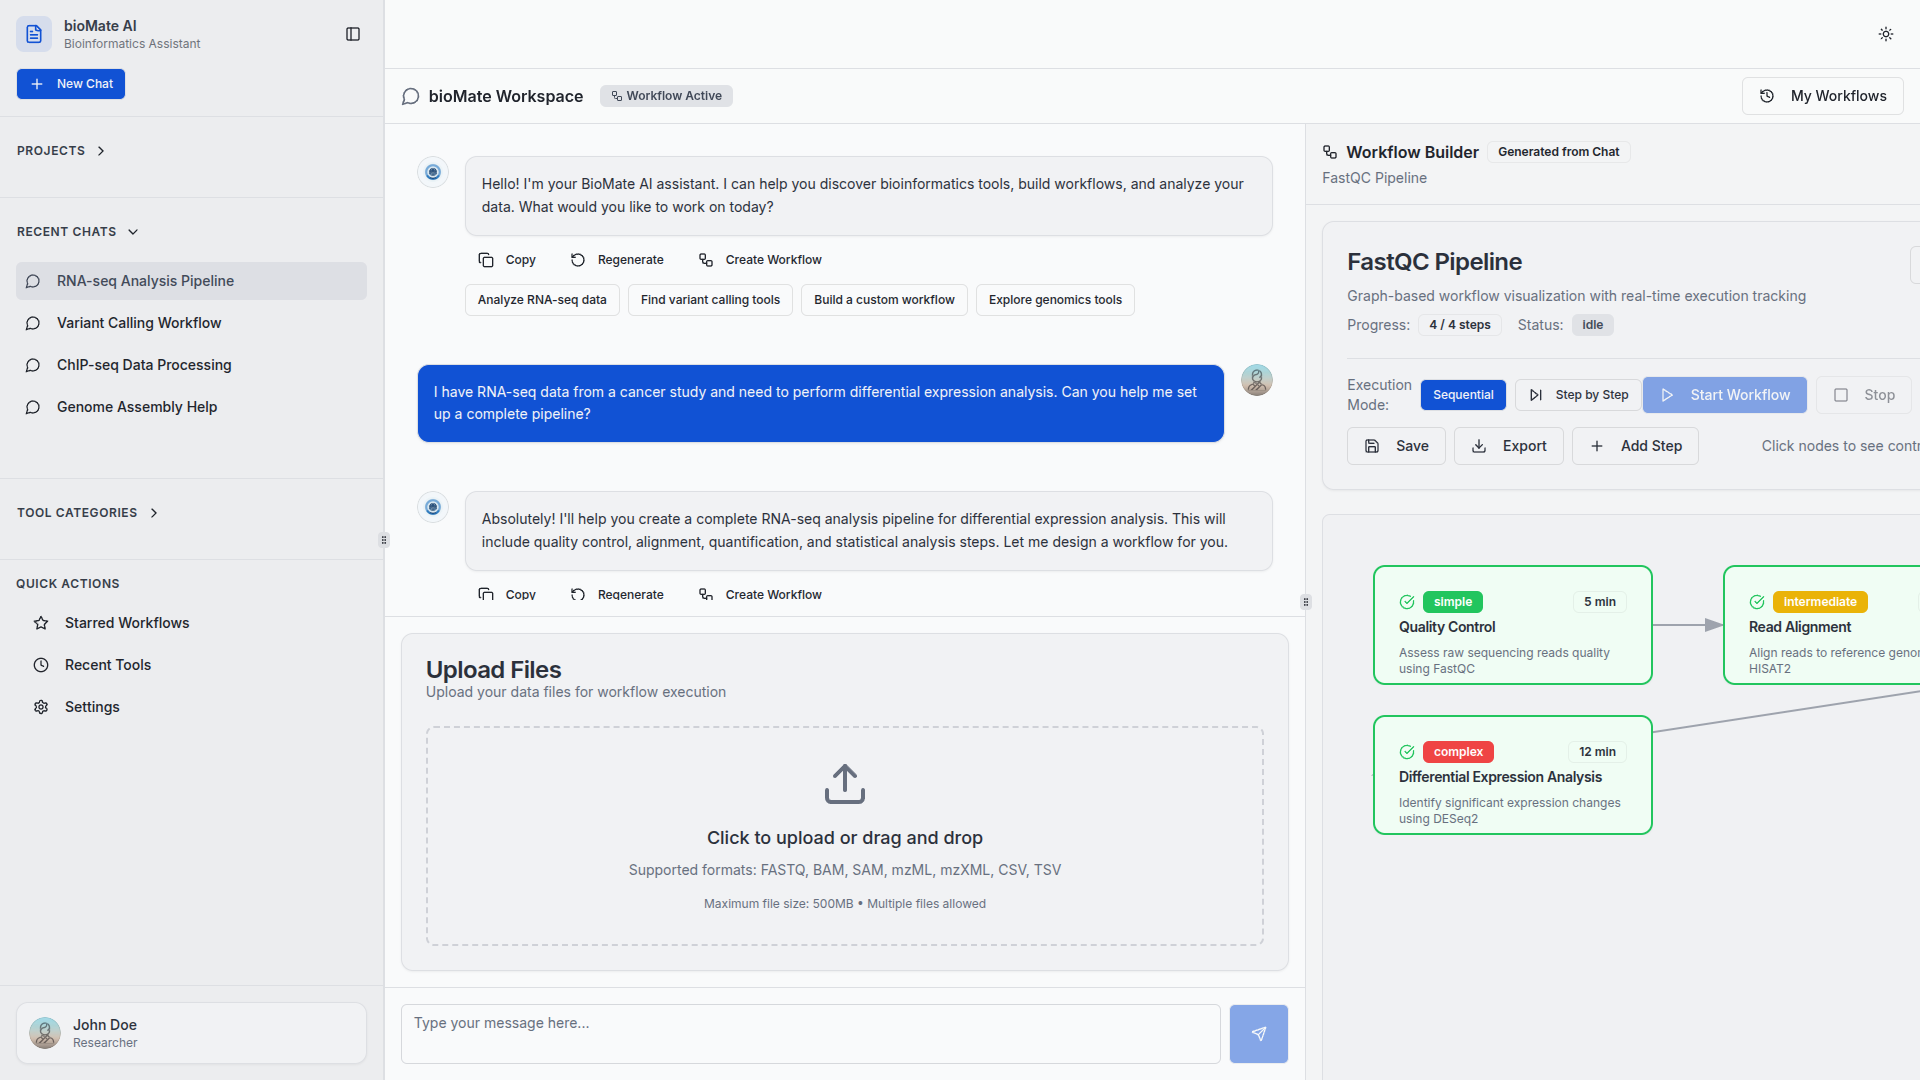 bioMate AI
Bioinformatics Assistant
New Chat
PROJECTS
RECENT CHATS
RNA-seq Analysis Pipeline
Variant Calling Workflow
ChIP-seq Data Processing
Genome Assembly Help
TOOL CATEGORIES
QUICK ACTIONS
Starred Workflows
Recent Tools
Settings
John Doe
Researcher
bioMate Workspace
Workflow Active
My Workflows
Hello! I'm your BioMate AI assistant. I can help you discover bioinformatics tools, build workflows, and analyze your
data. What would you like to work on today?
Copy
Regenerate
Create Workflow
Analyze RNA-seq data
Find variant calling tools
Build a custom workflow
Explore genomics tools
I have RNA-seq data from a cancer study and need to perform differential expression analysis. Can you help me set
up a complete pipeline?
Absolutely! I'll help you create a complete RNA-seq analysis pipeline for differential expression analysis. This will
include quality control, alignment, quantification, and statistical analysis steps. Let me design a workflow for you.
Copy
Regenerate
Create Workflow
Upload Files
Upload your data files for workflow execution
Click to upload or drag and drop
Supported formats: FASTQ, BAM, SAM, mzML, mzXML, CSV, TSV
Maximum file size: 500MB • Multiple files allowed
Type your message here...
Workflow Builder
Generated from Chat
FastQC Pipeline
FastQC Pipeline
Graph-based workflow visualization with real-time execution tracking
Progress: 4 / 4 steps Status: idle
Execution
Mode:
Sequential
Step by Step
Start Workflow
Stop
Save
Export
Add Step
Click nodes to see
simple
5 min
Quality Control
Assess raw sequencing reads quality
using FastQC
intermediate
Read Alignment
Align reads to reference
HISAT2
complex
12 min
Differential Expression Analysis
Identify significant expression changes
using DESeq2